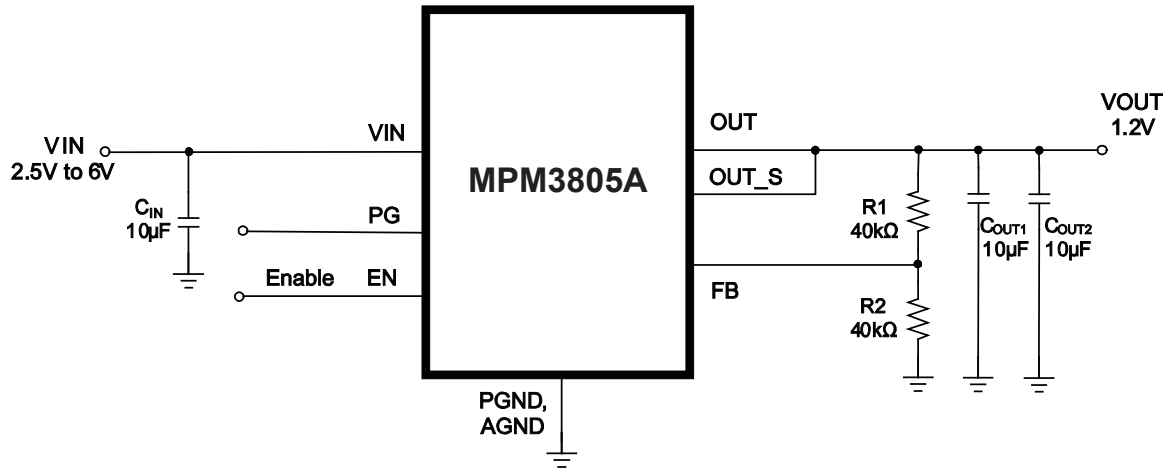 VIN
2.5V to 6V
CIN
10µF
VIN
PG
Enable EN
MPM3805A
PGND,
AGND
OUT
OUT_S
FB
R1
40kΩ
R2
40kΩ
COUT1
10µF
COUT2
10µF
VOUT
1.2V